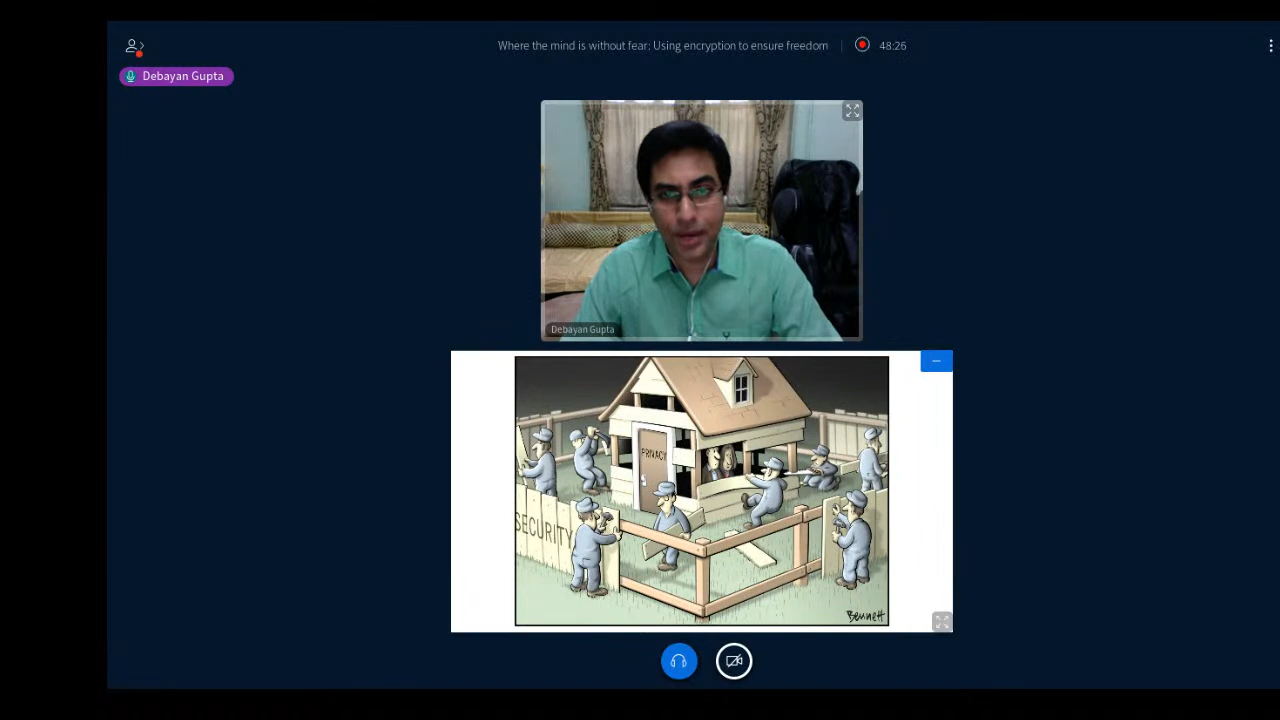 Where the mind is without fear: Using encryption to ensure freedom
48:26
Debayan Gupta
Debayan Gupta
PRIVACY
SECURITY
Bennett